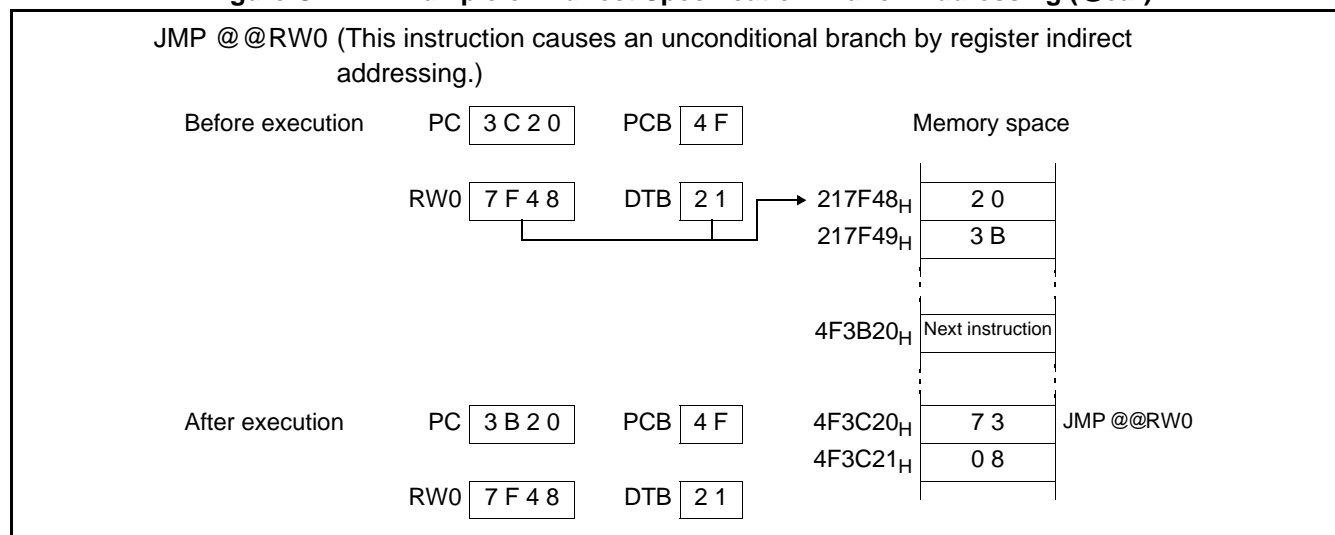 JMP @@RW0 (This instruction causes an unconditional branch by register indirect
addressing.)
Before execution PC 3 C 2 0 PCB 4 F Memory space
RW0 7 F 4 8 DTB 2 1 217F48H 2 0
217F49H 3 B
4F3B20H Next instruction
After execution PC 3 B 2 0 PCB 4 F 4F3C20H 7 3 JMP @@RW0
4F3C21H 0 8
RW0 7 F 4 8 DTB 2 1